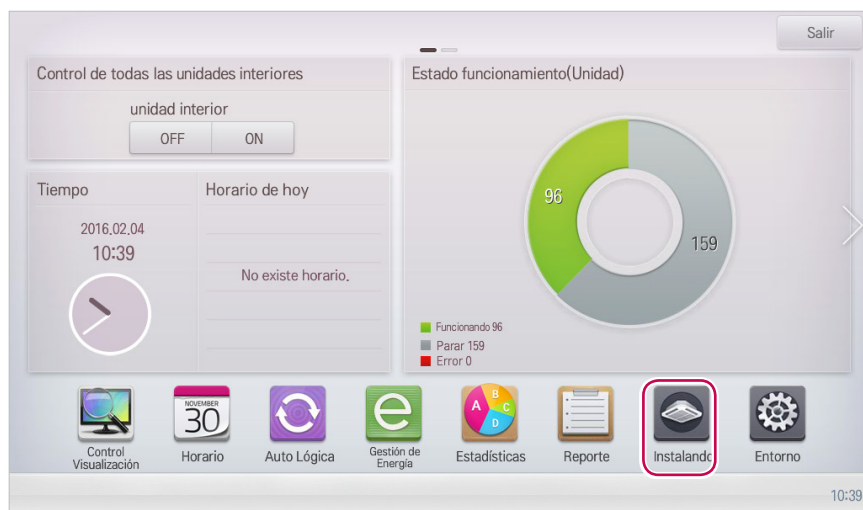 Salir
Control de todas las unidades interiores
unidad interior
OFF ON
Estado funcionamiento(Unidad)
96
159
Funcionando 96
Parar 159
Error 0
Tiempo
2016.02.04
10:39
Horario de hoy
No existe horario.
Control
Visualización
NOVEMBER
30
Horario
Auto Lógica
e
Gestión de
Energía
A B C D
Estadísticas
Reporte
Instalando
Entorno
10:39